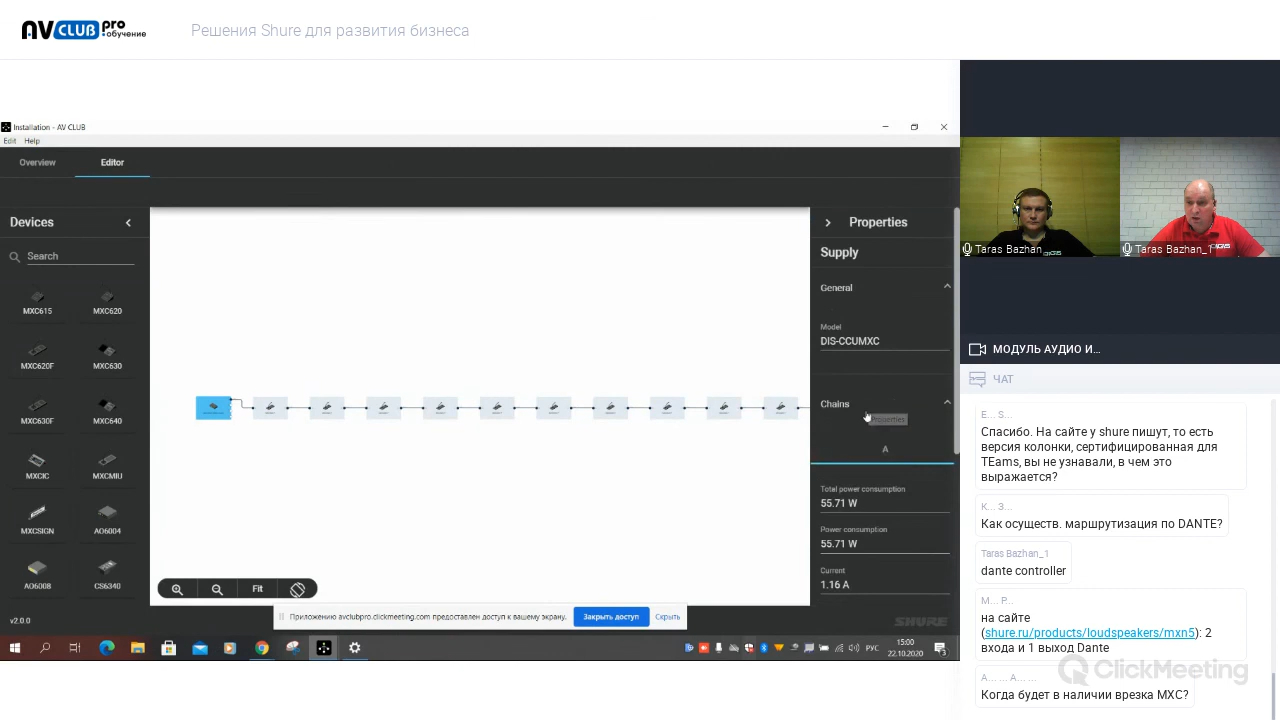 AV CLUB pro обучение
Решения Shure для развития бизнеса
Installation - AV CLUB
Edit Help
Overview Editor
Devices
Search
MXC615 MXC620
MXC620F MXC630
MXC630F MXC640
MXCIC MXCMIU
MXCSIGN AO6004
AO6008 CS6340
v2.0.0
Fit
Properties
Supply
General
Model
DIS-CCUMXC
Chains
Properties
A
Total power consumption
55.71 W
Power consumption
55.71 W
Current
1.16 A
SHURE
Приложению avclubpro.clickmeeting.com предоставлен доступ к вашему экрану. Закрыть доступ Скрыть
РУС
15:00
22.10.2020
3
Taras Bazhan
Taras Bazhan_1
DIGIS
МОДУЛЬ АУДИО И...
ЧАТ
E... S...
Спасибо. На сайте у shure пишут, то есть
версия колонки, сертифицированная для
TEams, вы не узнавали, в чем это
выражается?
К... З...
Как осуществ. маршрутизация по DANTE?
Taras Bazhan_1
dante controller
М... Р...
на сайте
(shure.ru/products/loudspeakers/mxn5): 2
входа и 1 выход Dante
А... ... А... ...
Когда будет в наличии врезка MXC?
ClickMeeting